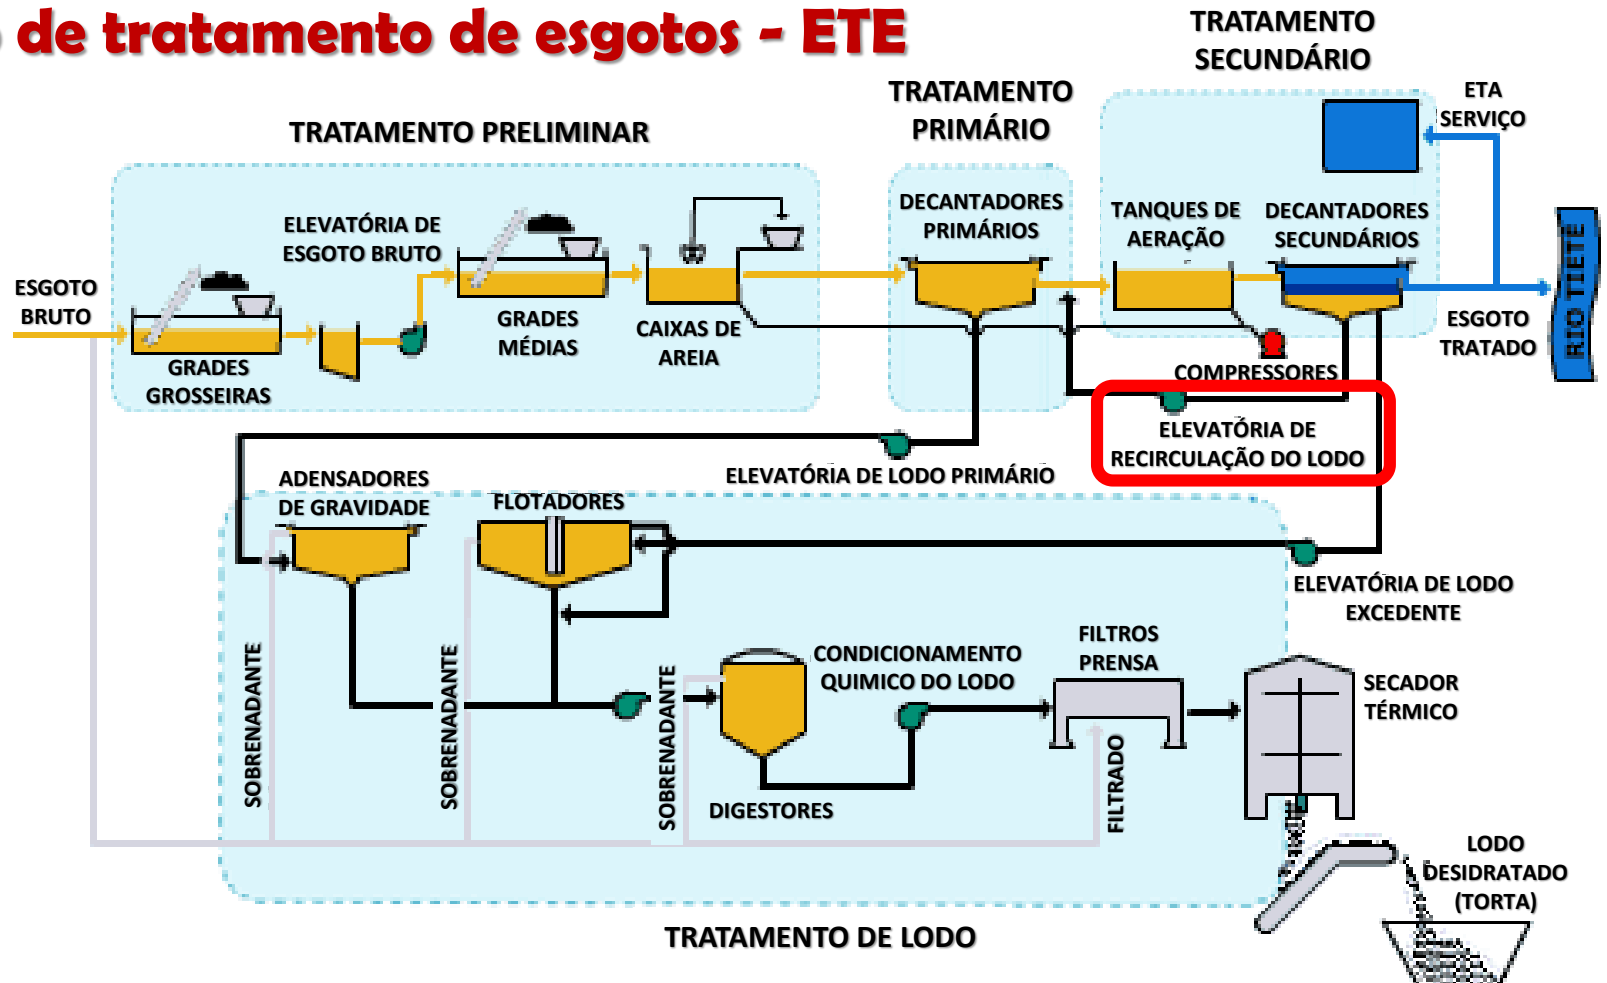 o de tratamento de esgotos - ETE
TRATAMENTO
SECUNDÁRIO
TRATAMENTO
PRIMÁRIO
TRATAMENTO PRELIMINAR
ETA
SERVIÇO
DECANTADORES
PRIMÁRIOS
TANQUES DE
AERAÇÃO
DECANTADORES
SECUNDÁRIOS
ELEVATÓRIA DE
ESGOTO BRUTO
ESGOTO
BRUTO
GRADES
GROSSEIRAS
GRADES
MÉDIAS
CAIXAS DE
AREIA
ESGOTO
TRATADO
RIO TIETÊ
COMPRESSORES
ELEVATÓRIA DE
RECIRCULAÇÃO DO LODO
ELEVATÓRIA DE LODO PRIMÁRIO
ADENSADORES
DE GRAVIDADE
FLOTADORES
ELEVATÓRIA DE LODO
EXCEDENTE
SOBRENADANTE
SOBRENADANTE
SOBRENADANTE
CONDICIONAMENTO
QUIMICO DO LODO
FILTROS
PRENSA
SECADOR
TÉRMICO
DIGESTORES
FILTRADO
LODO
DESIDRATADO
(TORTA)
TRATAMENTO DE LODO